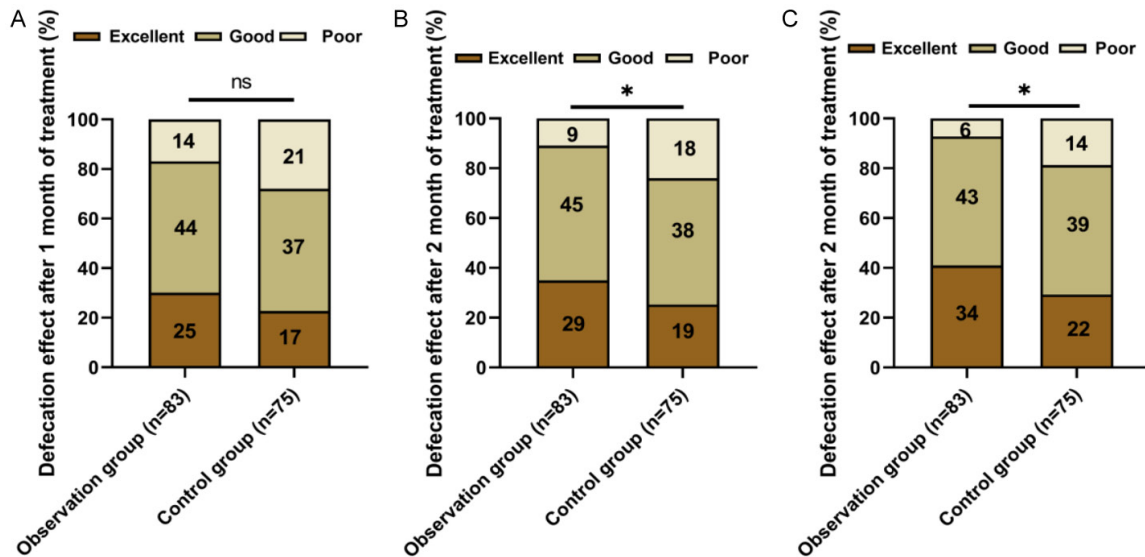 A
Defecation effect after 1 month of treatment (%)
Excellent Good Poor
ns
100
80
60
40
20
0
14
44
25
21
37
17
Observation group (n=83)
Control group (n=75)
B
Defecation effect after 2 month of treatment (%)
Excellent Good Poor
*
100
80
60
40
20
0
9
45
29
18
38
19
Observation group (n=83)
Control group (n=75)
C
Defecation effect after 2 month of treatment (%)
Excellent Good Poor
*
100
80
60
40
20
0
6
43
34
14
39
22
Observation group (n=83)
Control group (n=75)